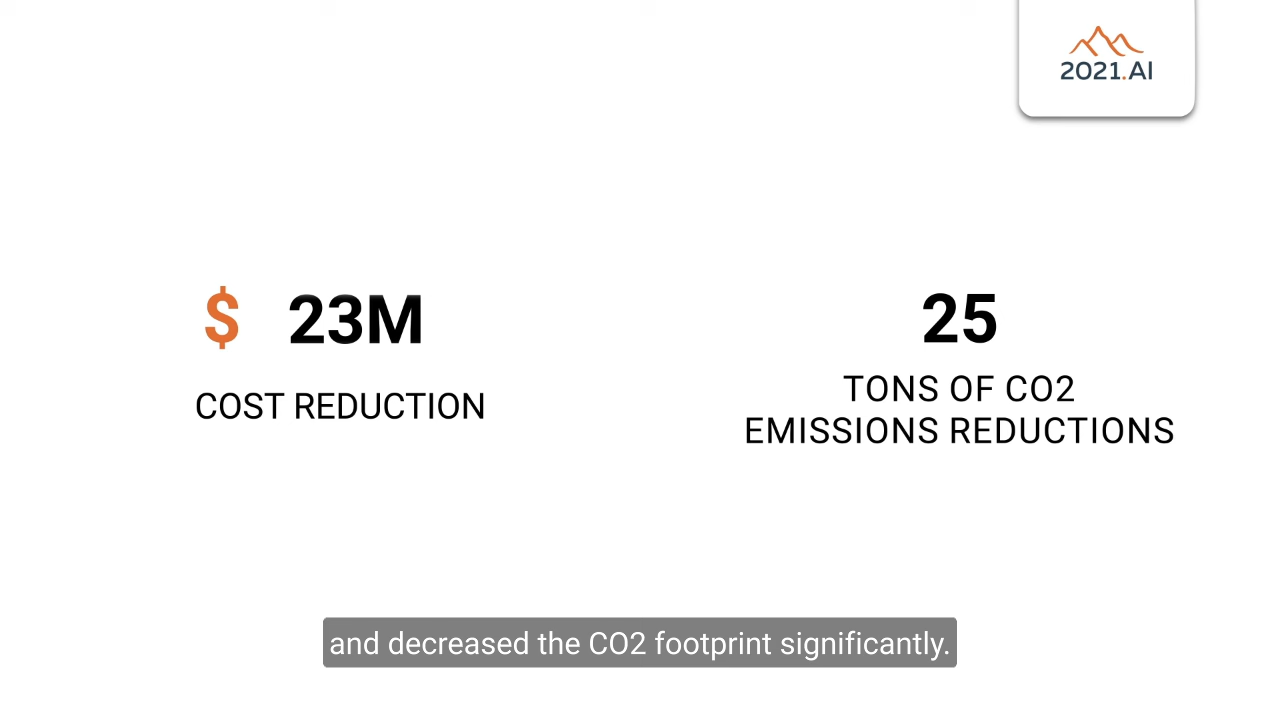 2021.AI
$ 23M
COST REDUCTION
25
TONS OF CO2
EMISSIONS REDUCTIONS
and decreased the CO2 footprint significantly.